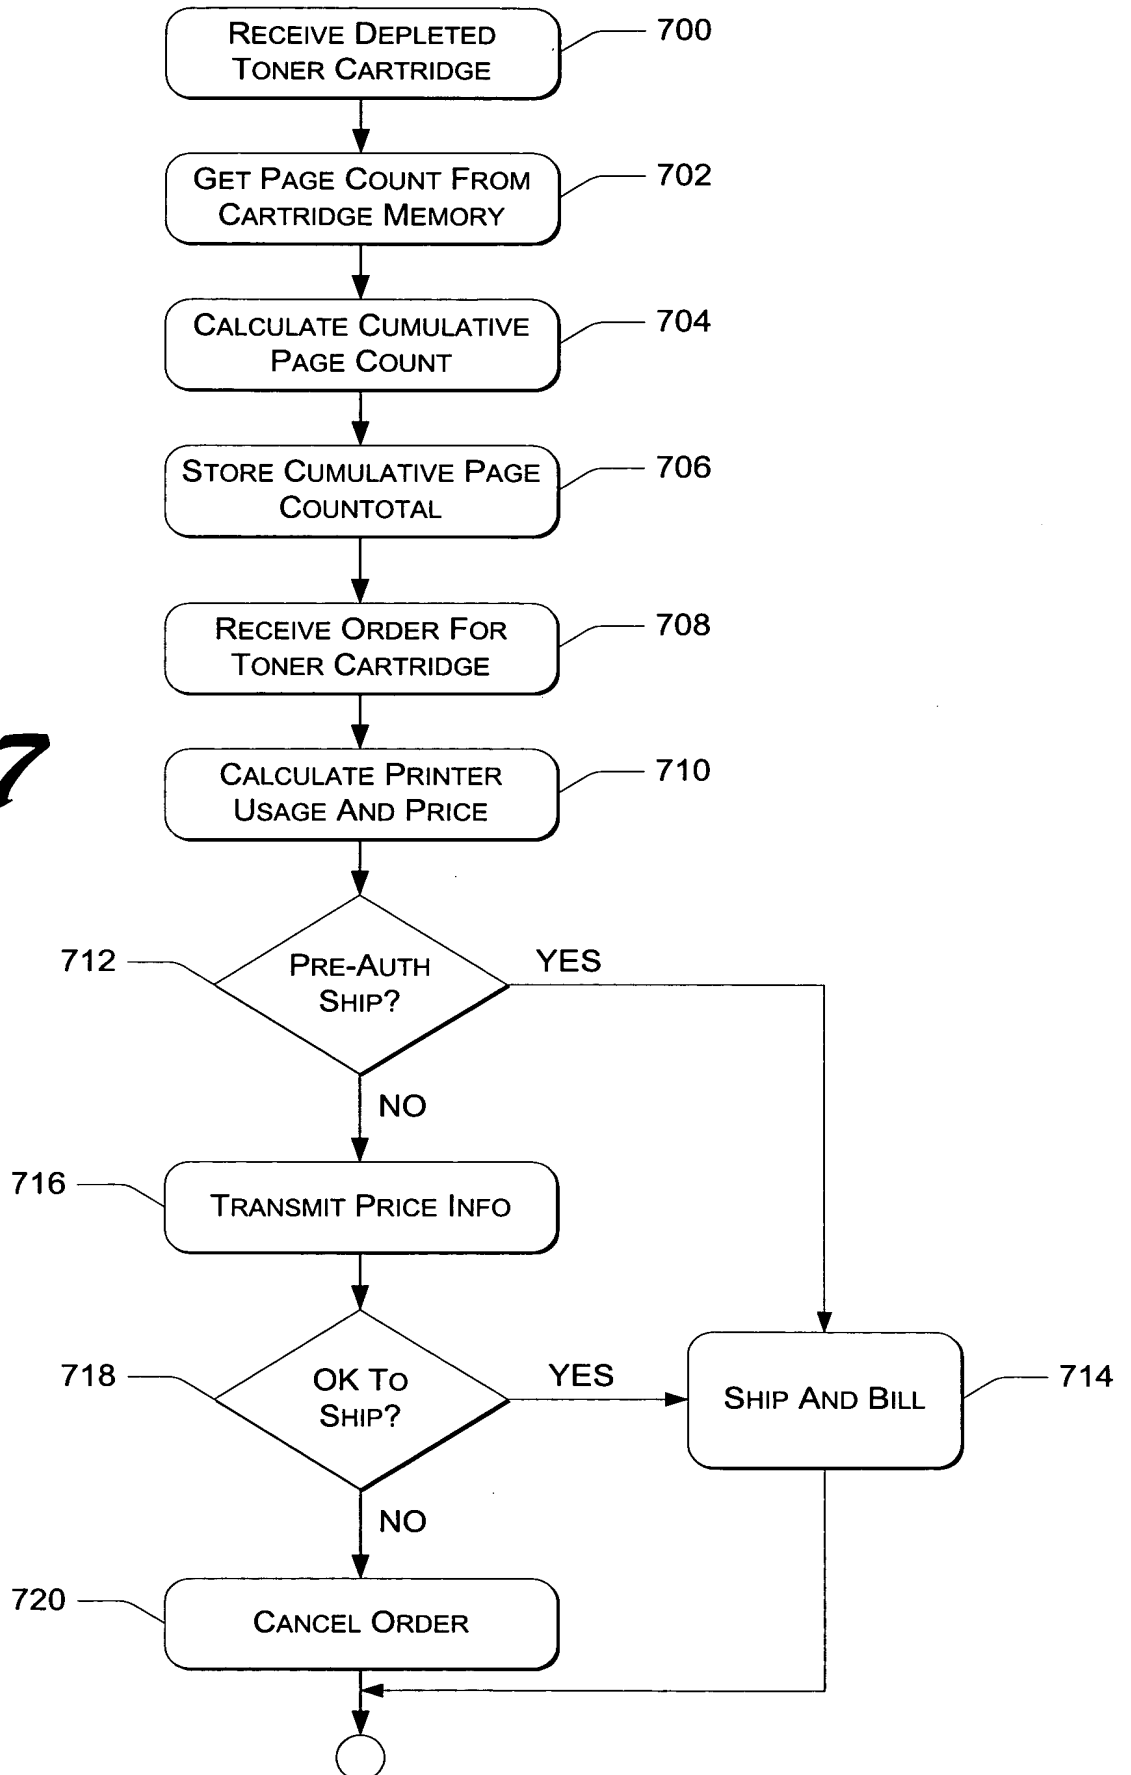 RECEIVE DEPLETED
TONER CARTRIDGE
700
GET PAGE COUNT FROM
CARTRIDGE MEMORY
702
CALCULATE CUMULATIVE
PAGE COUNT
704
STORE CUMULATIVE PAGE
COUNTOTAL
706
RECEIVE ORDER FOR
TONER CARTRIDGE
708
7
CALCULATE PRINTER
USAGE AND PRICE
710
712
PRE-AUTH
SHIP?
YES
NO
716
TRANSMIT PRICE INFO
718
OK TO
SHIP?
YES
SHIP AND BILL
714
NO
720
CANCEL ORDER